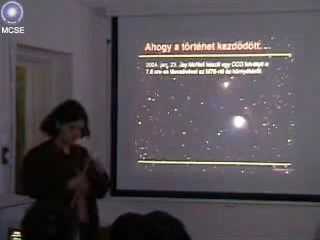 MCSE
Ahogy a történet kezdődött...
2004. jan. 23. Jay McNeil készít egy CCD felvételt a
7.6 cm-es távcsövével az M78-ról és környékéről.